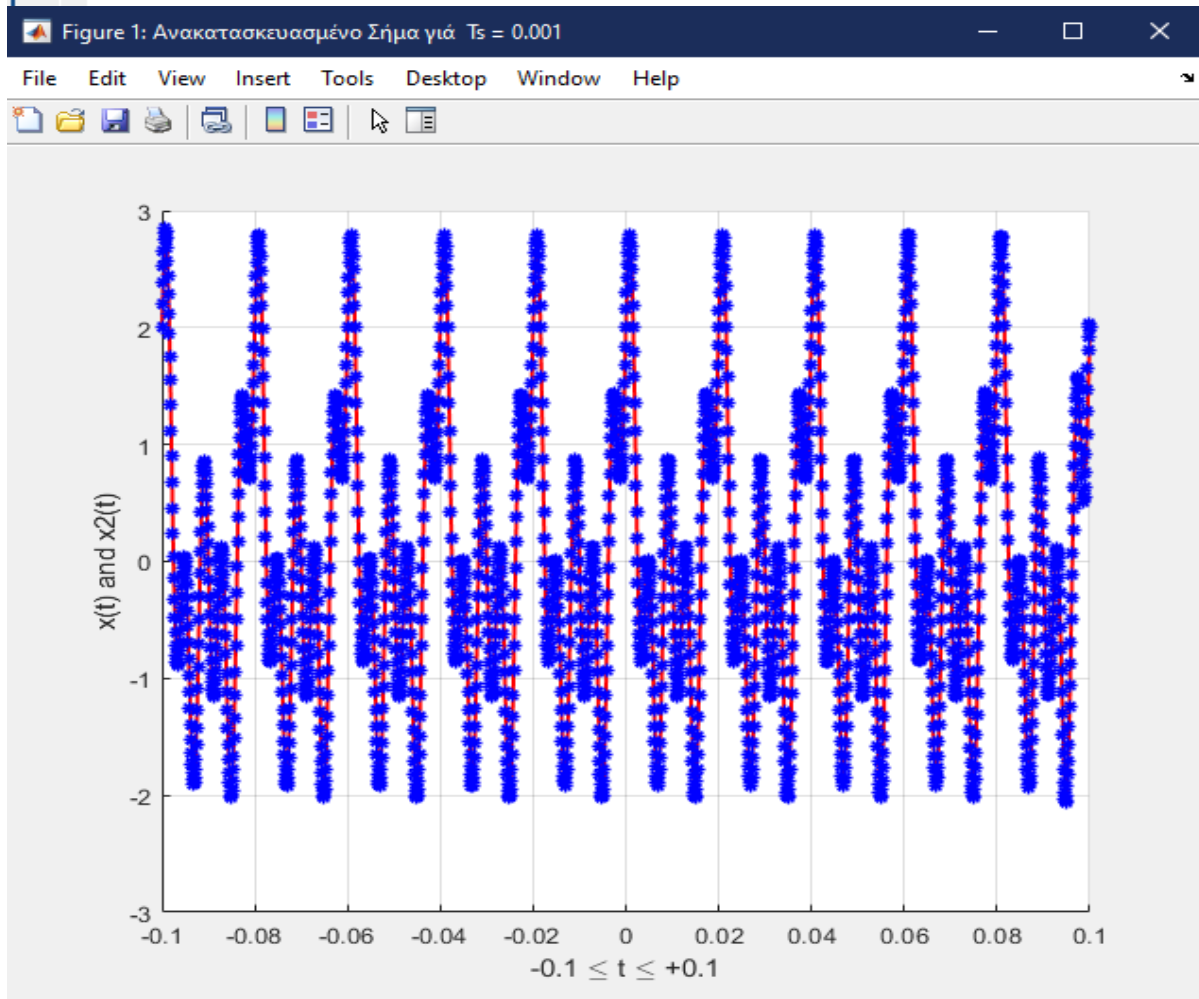 Figure 1: Ανακατασκευασμένο Σήμα γιά Ts = 0.001
File Edit View Insert Tools Desktop Window Help
3
2
1
0
-1
-2
-3
x(t) and x2(t)
-0.1 -0.08 -0.06 -0.04 -0.02 0 0.02 0.04 0.06 0.08 0.1
-0.1 ≤ t ≤ +0.1